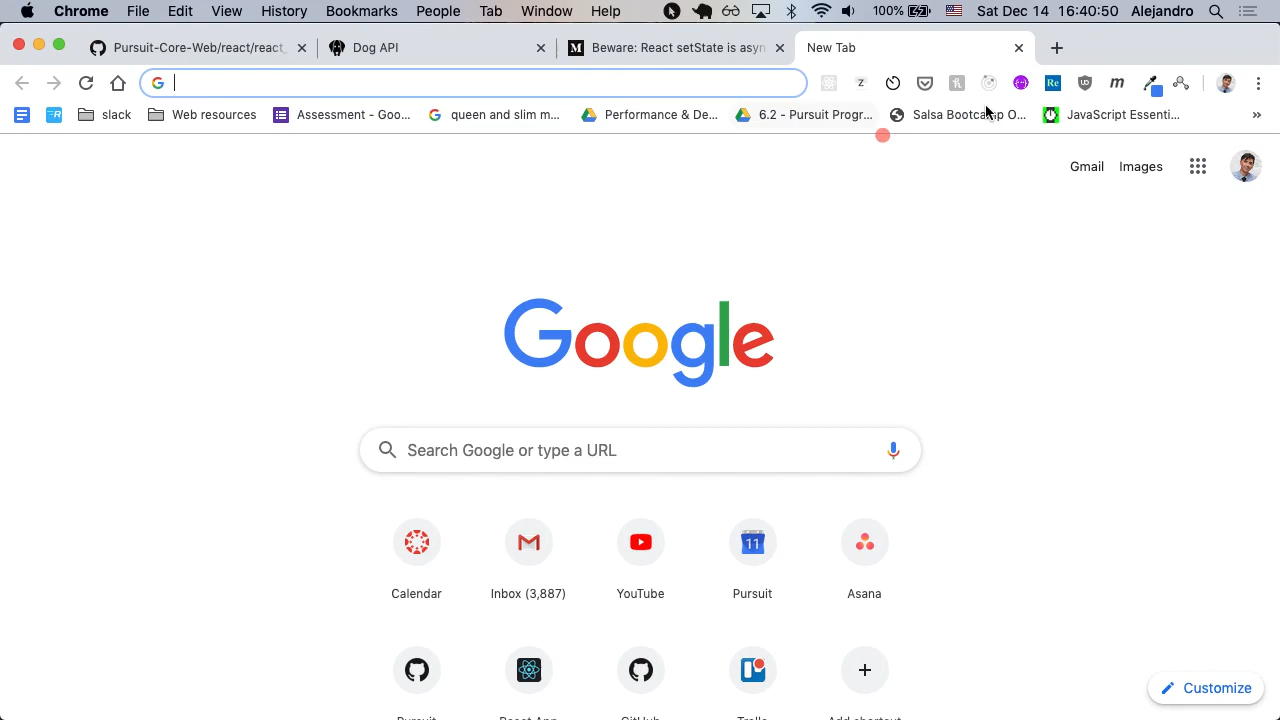 Chrome File Edit View History Bookmarks People Tab Window Help 100% Sat Dec 14 16:40:50 Alejandro
Pursuit-Core-Web/react/react_ Dog API Beware: React setState is asyn New Tab
slack Web resources Assessment - Goo... queen and slim m... Performance & De... 6.2 - Pursuit Progr... Salsa Bootcamp O... JavaScript Essenti... »
Gmail Images
Google
Search Google or type a URL
11
Calendar Inbox (3,887) YouTube Pursuit Asana
Pursuit React App GitHub Trello Add shortcut
Customize